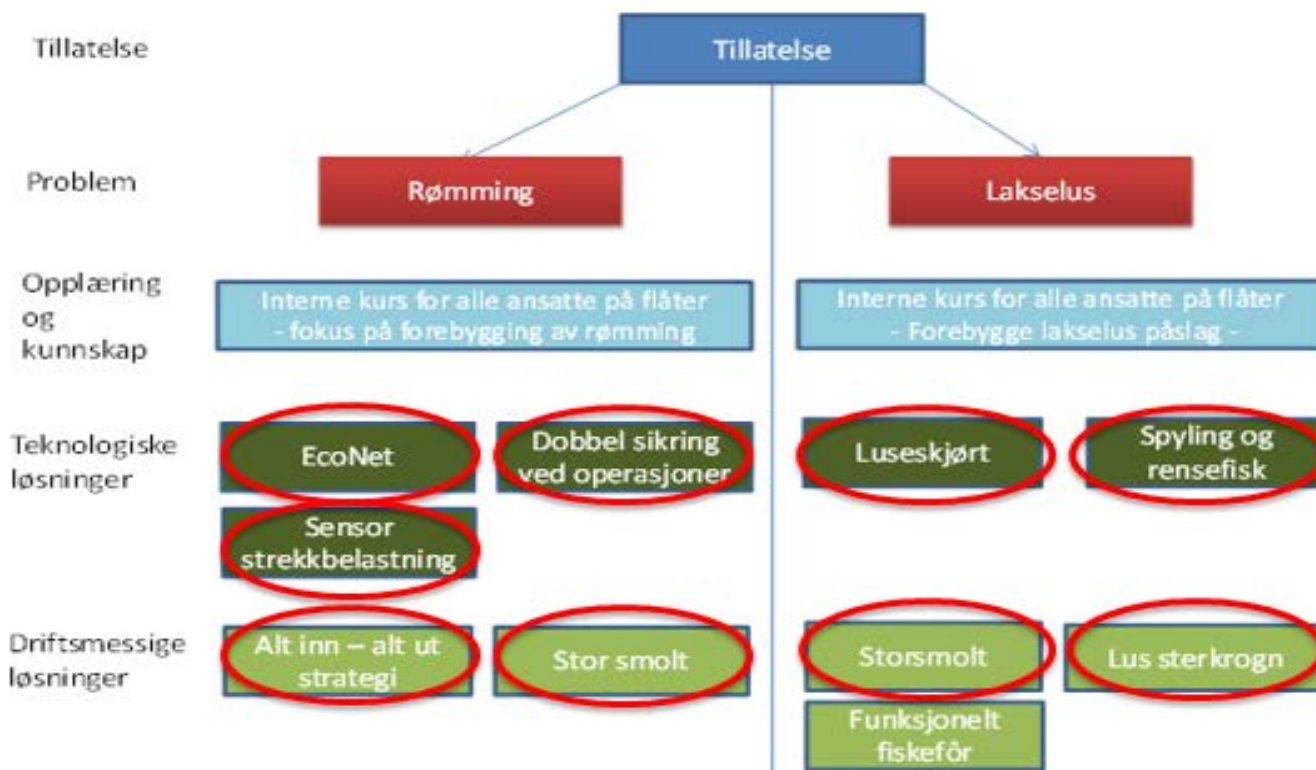 Tillatelse
Tillatelse
Problem
Rømming
Lakselus
Opplæring
og
kunnskap
Interne kurs for alle ansatte på flåter
- fokus på forebygging av rømming
Interne kurs for alle ansatte på flåter
- Forebygge lakselus påslag -
Teknologiske
løsninger
EcoNet
Dobbel sikring
ved operasjoner
Luseskjørt
Spyling og
rensefisk
Sensor
strekkbelastning
Driftsmessige
løsninger
Alt inn – alt ut
strategi
Stor smolt
Storsmolt
Lus sterkrogn
Funksjonelt
fiskefôr